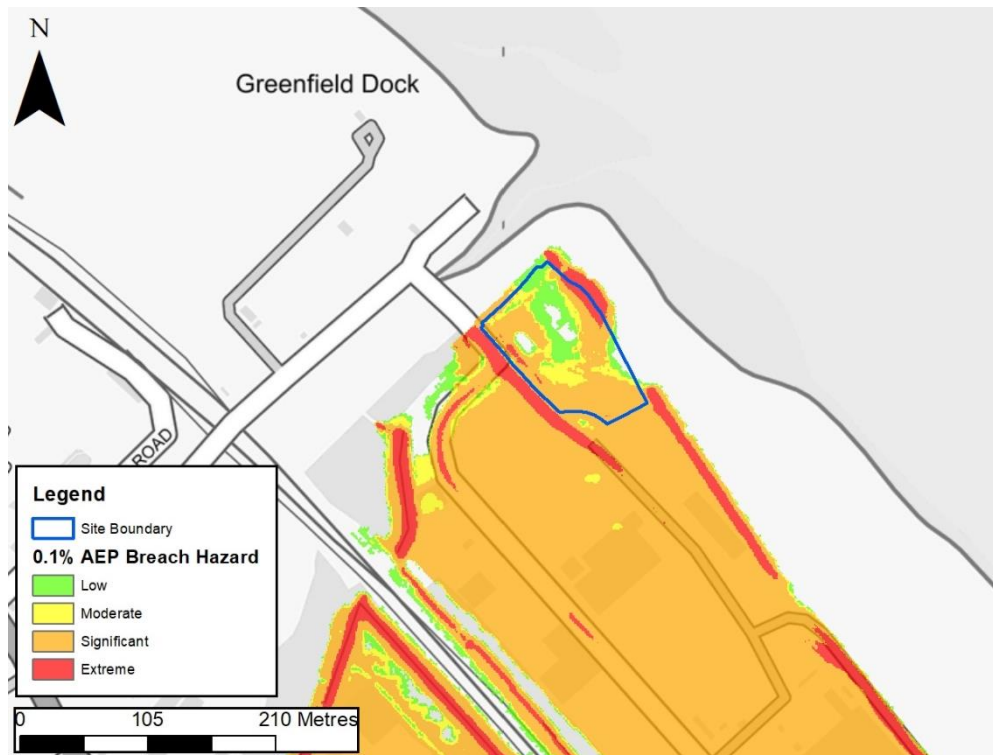 N
Greenfield Dock
ROAD
Legend
Site Boundary
0.1% AEP Breach Hazard
Low
Moderate
Significant
Extreme
0 105 210 Metres